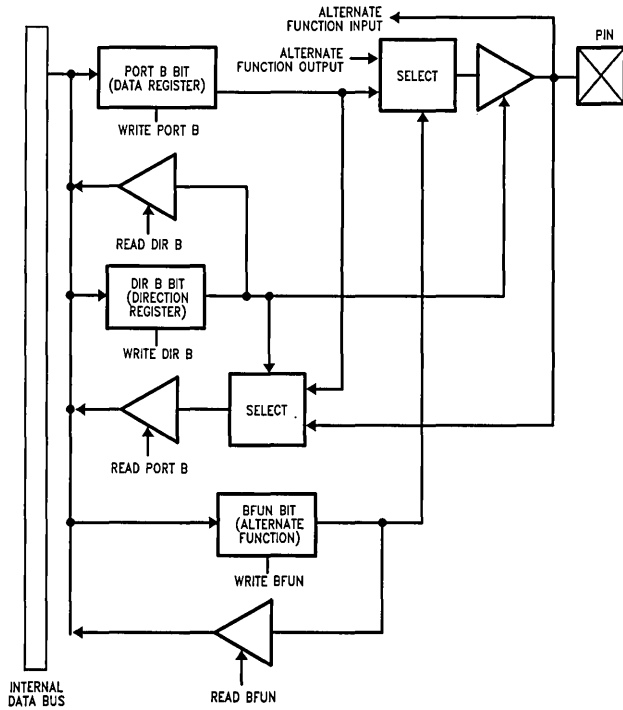 ALTERNATE
FUNCTION INPUT
PIN
PORT B BIT
(DATA REGISTER)
ALTERNATE
FUNCTION OUTPUT
SELECT
WRITE PORT B
READ DIR B
DIR B BIT
(DIRECTION
REGISTER)
WRITE DIR B
SELECT
READ PORT B
BFUN BIT
(ALTERNATE
FUNCTION)
WRITE BFUN
INTERNAL
DATA BUS
READ BFUN